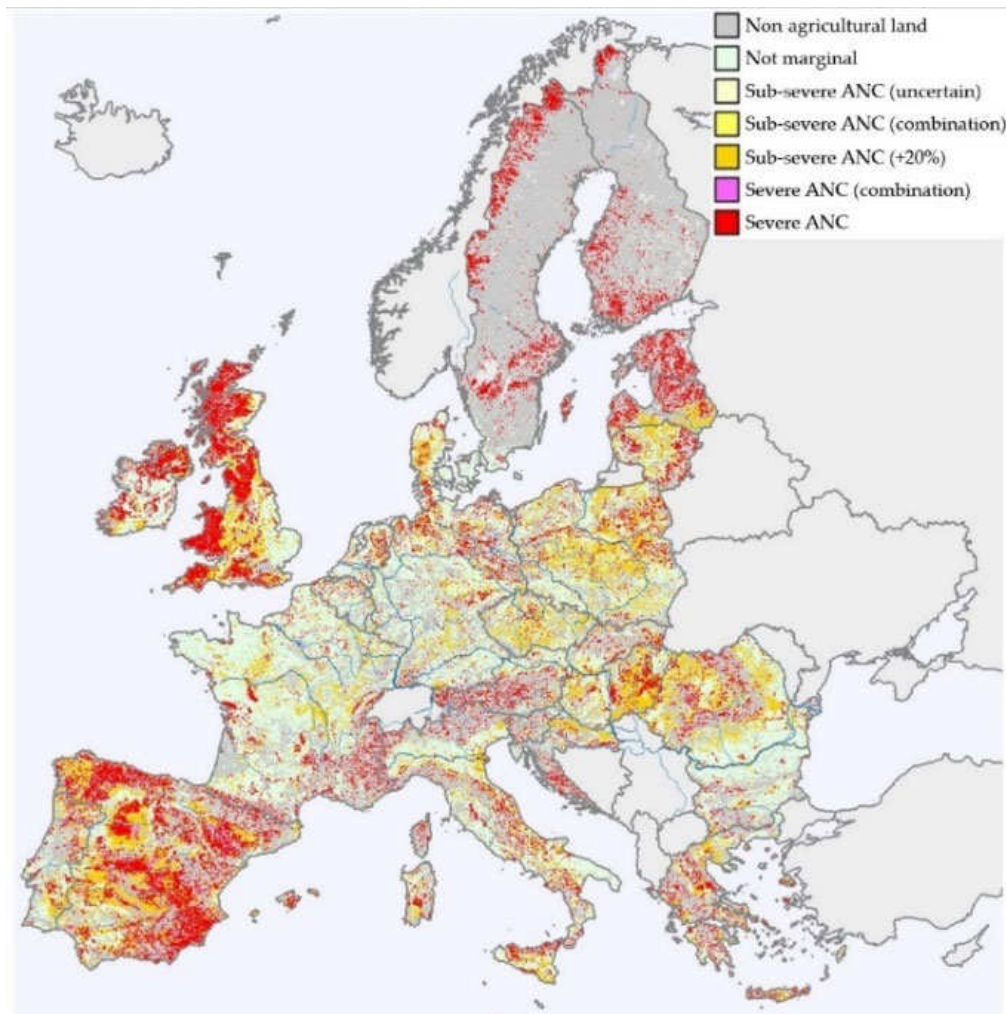 Non agricultural land
Not marginal
Sub-severe ANC (uncertain)
Sub-severe ANC (combination)
Sub-severe ANC (+20%)
Severe ANC (combination)
Severe ANC